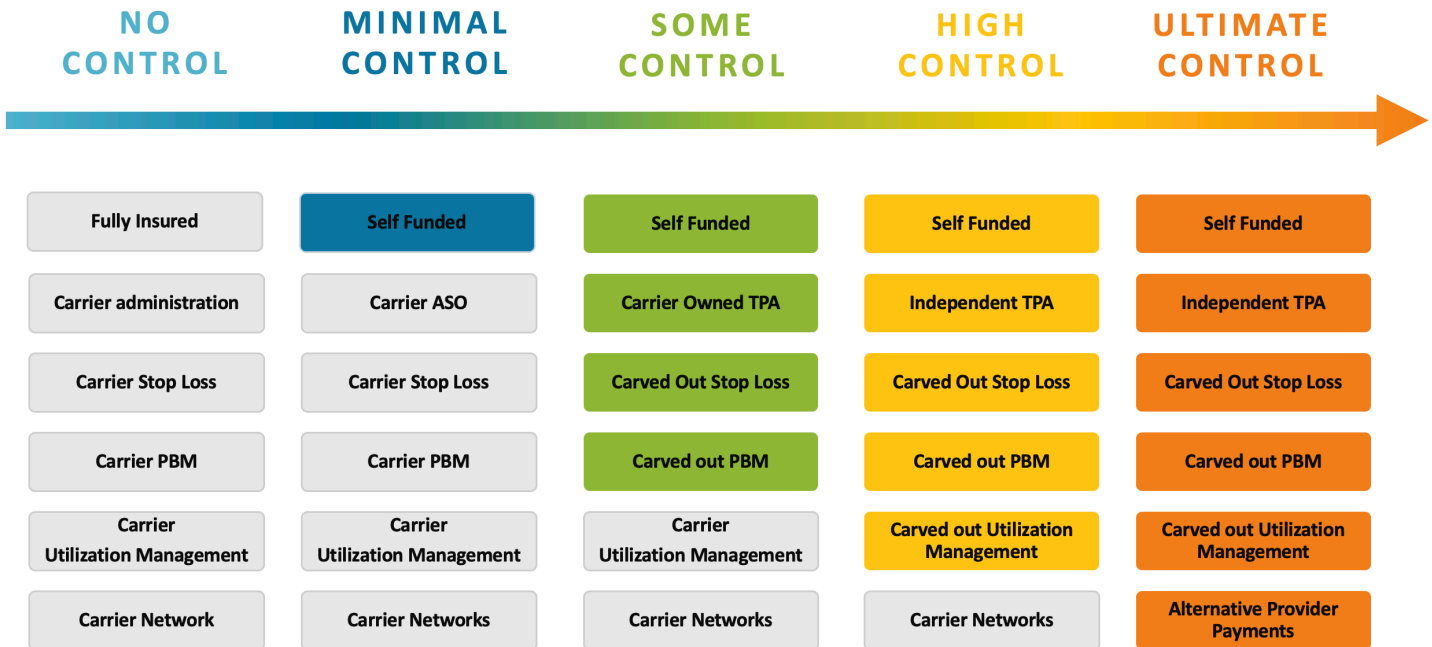 NO
CONTROL
MINIMAL
CONTROL
SOME
CONTROL
HIGH
CONTROL
ULTIMATE
CONTROL
Fully Insured
Self Funded
Self Funded
Self Funded
Self Funded
Carrier administration
Carrier ASO
Carrier Owned TPA
Independent TPA
Independent TPA
Carrier Stop Loss
Carrier Stop Loss
Carved Out Stop Loss
Carved Out Stop Loss
Carved Out Stop Loss
Carrier PBM
Carrier PBM
Carved out PBM
Carved out PBM
Carved out PBM
Carrier
Utilization Management
Carrier
Utilization Management
Carrier
Utilization Management
Carved out Utilization
Management
Carved out Utilization
Management
Carrier Network
Carrier Networks
Carrier Networks
Carrier Networks
Alternative Provider
Payments